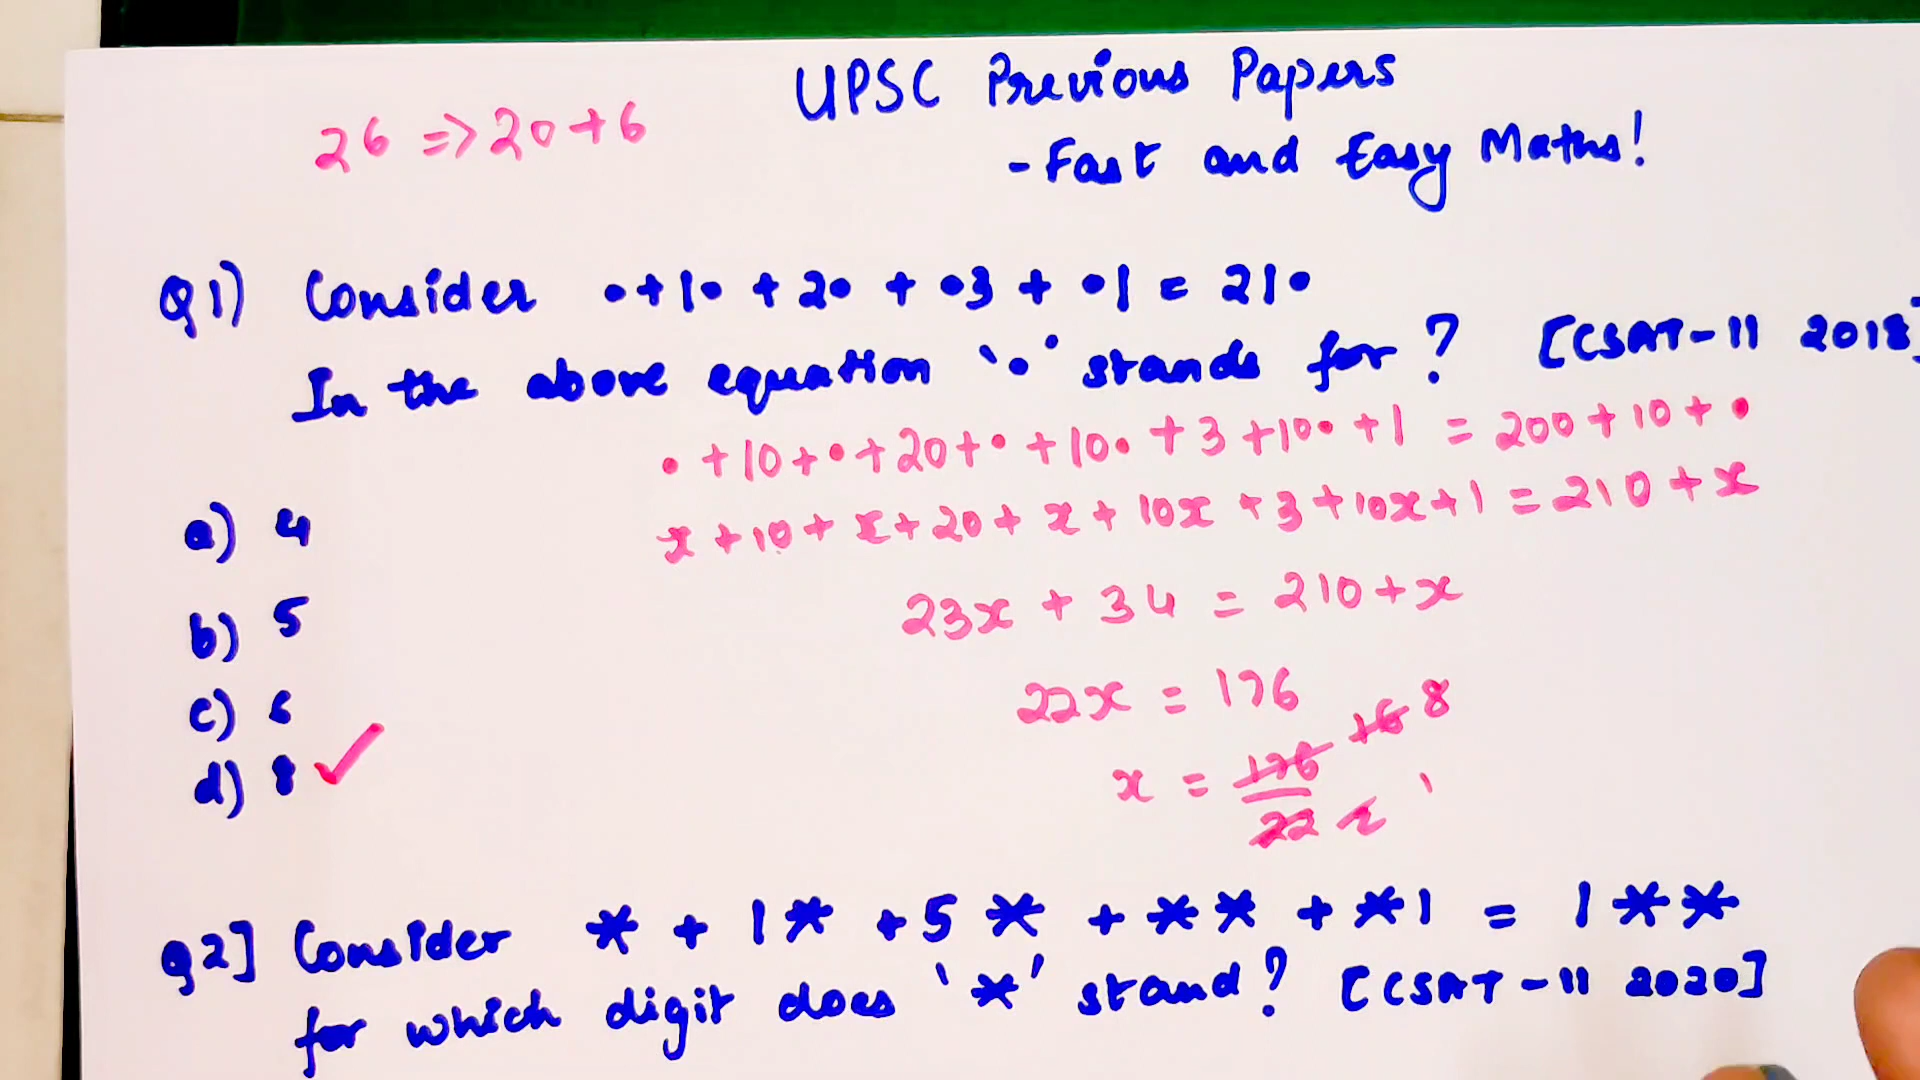 UPSC Previous Papers
26 => 20+6
- Fast and Easy Maths!
Q1) Consider •+1• + 2• + •3 + •1 = 21•
In the above equation '•' stands for? [CSAT-II 2018]
• +10+•+20+• +10• +3 +10• +1 = 200+10+•
x +10+ x+20+ x+ 10x +3+10x+1 = 210+x
a) 4
23x + 34 = 210+x
b) 5
22x = 176
c) 6
x = 176/22 16 8
d) 8 ✓
Q2] Consider * + 1* +5* + ** + *1 = 1**
for which digit does '*' stand? [CSAT-II 2020]